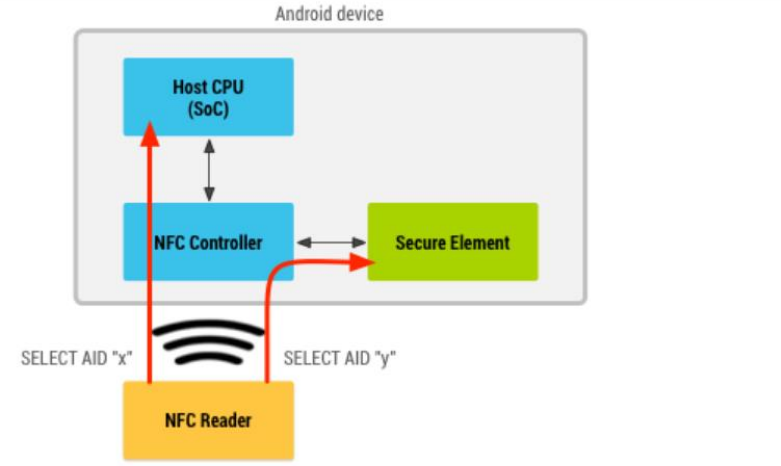 Android device
Host CPU
(SoC)
NFC Controller
Secure Element
SELECT AID "x"
SELECT AID "y"
NFC Reader